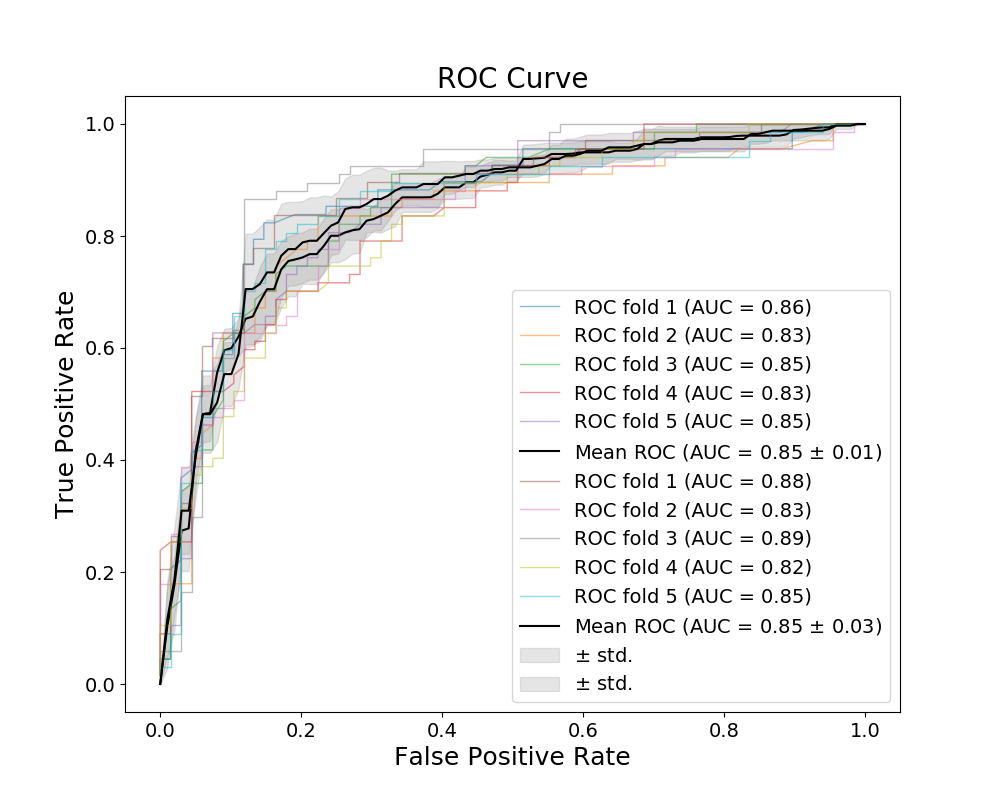 ROC Curve
True Positive Rate
1.0
0.8
0.6
0.4
0.2
0.0
ROC fold 1 (AUC = 0.86)
ROC fold 2 (AUC = 0.83)
ROC fold 3 (AUC = 0.85)
ROC fold 4 (AUC = 0.83)
ROC fold 5 (AUC = 0.85)
Mean ROC (AUC = 0.85 ± 0.01)
ROC fold 1 (AUC = 0.88)
ROC fold 2 (AUC = 0.83)
ROC fold 3 (AUC = 0.89)
ROC fold 4 (AUC = 0.82)
ROC fold 5 (AUC = 0.85)
Mean ROC (AUC = 0.85 ± 0.03)
± std.
± std.
0.0 0.2 0.4 0.6 0.8 1.0
False Positive Rate